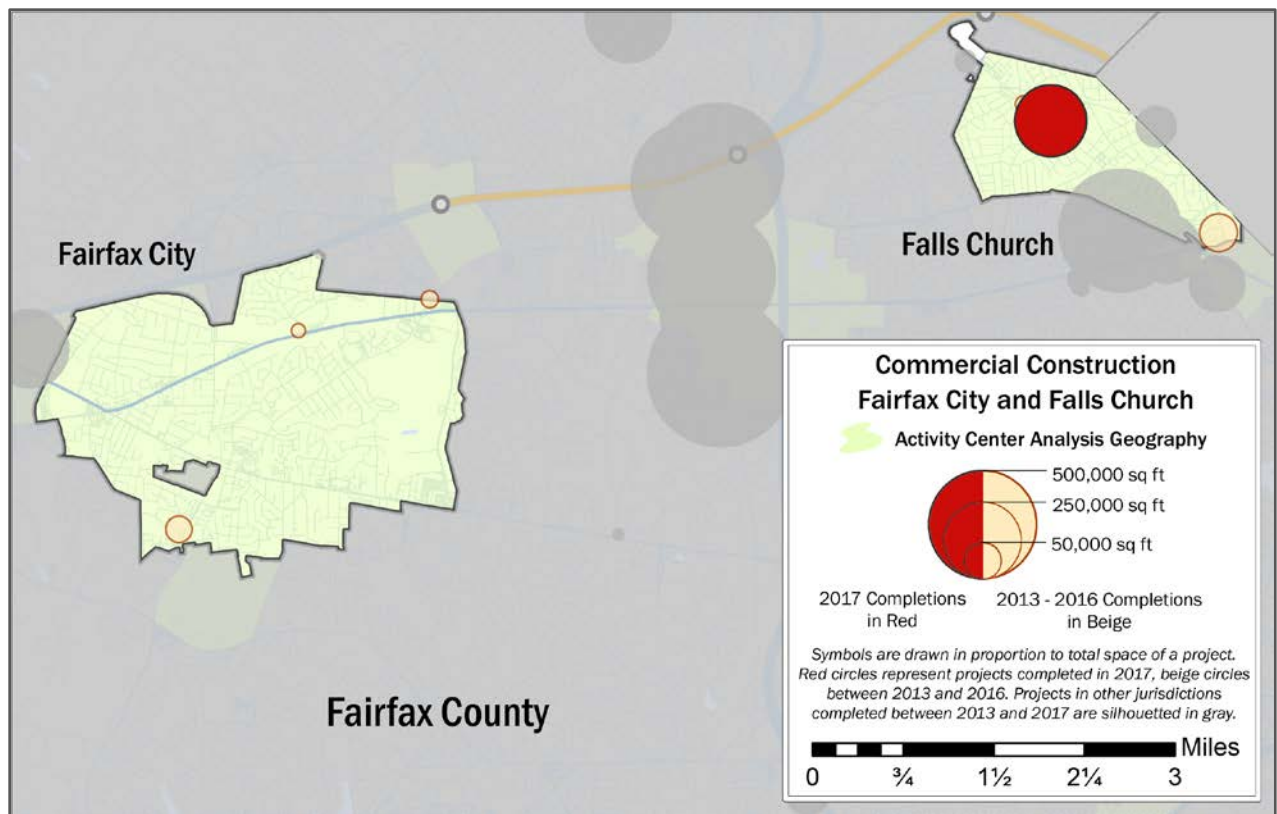 Fairfax City
Falls Church
Fairfax County
Commercial Construction
Fairfax City and Falls Church
Activity Center Analysis Geography
500,000 sq ft
250,000 sq ft
50,000 sq ft
2017 Completions
in Red
2013 - 2016 Completions
in Beige
Symbols are drawn in proportion to total space of a project.
Red circles represent projects completed in 2017, beige circles
between 2013 and 2016. Projects in other jurisdictions
completed between 2013 and 2017 are silhouetted in gray.
Miles
0 ¾ 1½ 2¼ 3